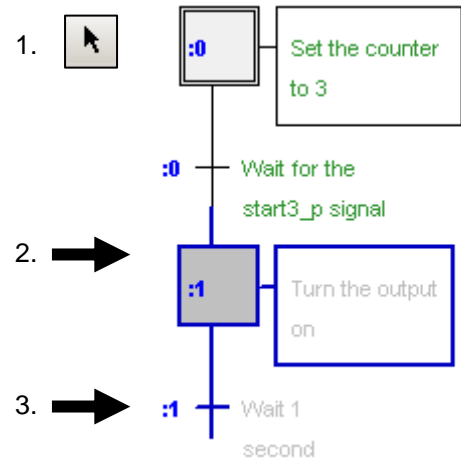 1.
:0
Set the counter
to 3
:0
Wait for the
start3_p signal
2.
:1
Turn the output
on
3.
:1
Wait 1
second